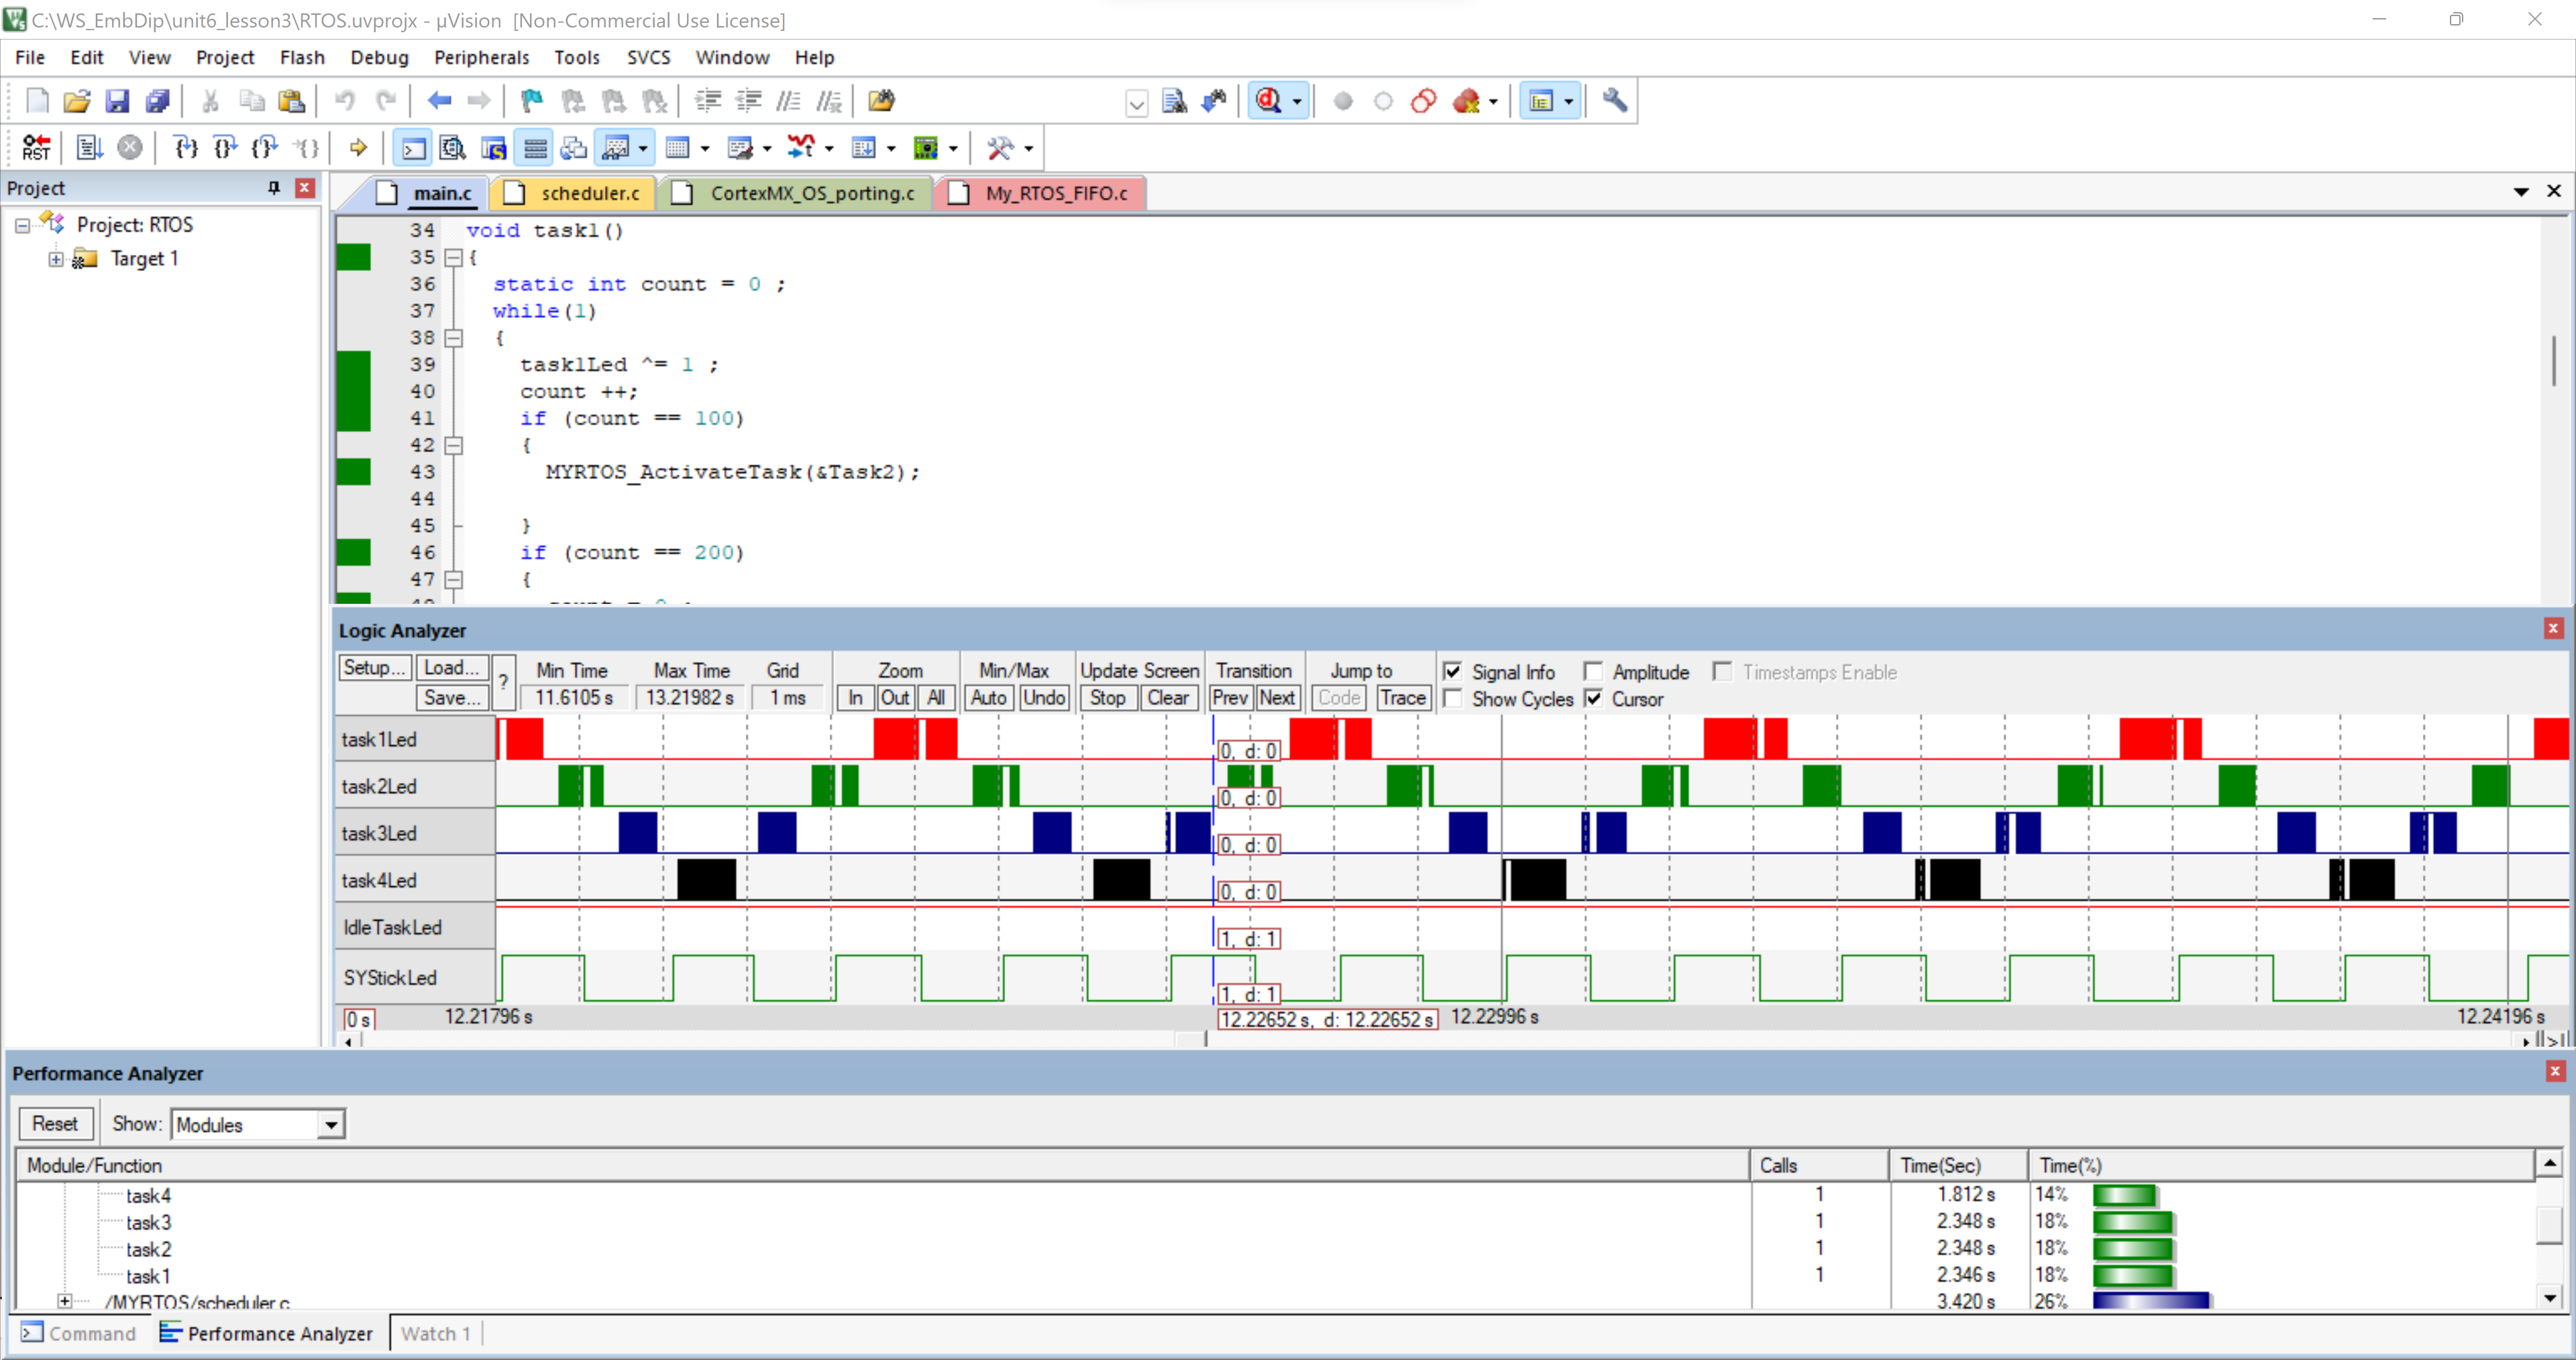 C:\WS_EmbDip\unit6_lesson3\RTOS.uvprojx - µVision [Non-Commercial Use License]
File Edit View Project Flash Debug Peripherals Tools SVCS Window Help
RST
Project
Project: RTOS
Target 1
main.c scheduler.c CortexMX_OS_porting.c My_RTOS_FIFO.c
34 void task1()
35 {
36 static int count = 0 ;
37 while(1)
38 {
39 task1Led ^= 1 ;
40 count ++;
41 if (count == 100)
42 {
43 MYRTOS_ActivateTask(&Task2);
44
45 }
46 if (count == 200)
47 {
Logic Analyzer
Setup... Load... ? Min Time Max Time Grid Zoom Min/Max Update Screen Transition Jump to Signal Info Amplitude Timestamps Enable
Save... 11.6105 s 13.21982 s 1 ms In Out All Auto Undo Stop Clear Prev Next Code Trace Show Cycles Cursor
task1Led 0, d: 0
task2Led 0, d: 0
task3Led 0, d: 0
task4Led 0, d: 0
IdleTaskLed 1, d: 1
SYStickLed 1, d: 1
0 s 12.21796 s 12.22652 s, d: 12.22652 s 12.22996 s 12.24196 s
Performance Analyzer
Reset Show: Modules
Module/Function Calls Time(Sec) Time(%)
task4 1 1.812 s 14%
task3 1 2.348 s 18%
task2 1 2.348 s 18%
task1 1 2.346 s 18%
/MYRTOS/scheduler.c 3.420 s 26%
Command Performance Analyzer Watch 1